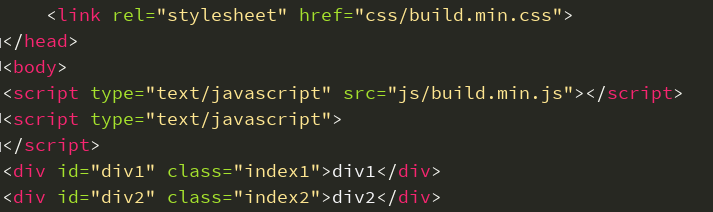 <link rel="stylesheet" href="css/build.min.css">
</head>
<body>
<script type="text/javascript" src="js/build.min.js"></script>
<script type="text/javascript">
</script>
<div id="div1" class="index1">div1</div>
<div id="div2" class="index2">div2</div>